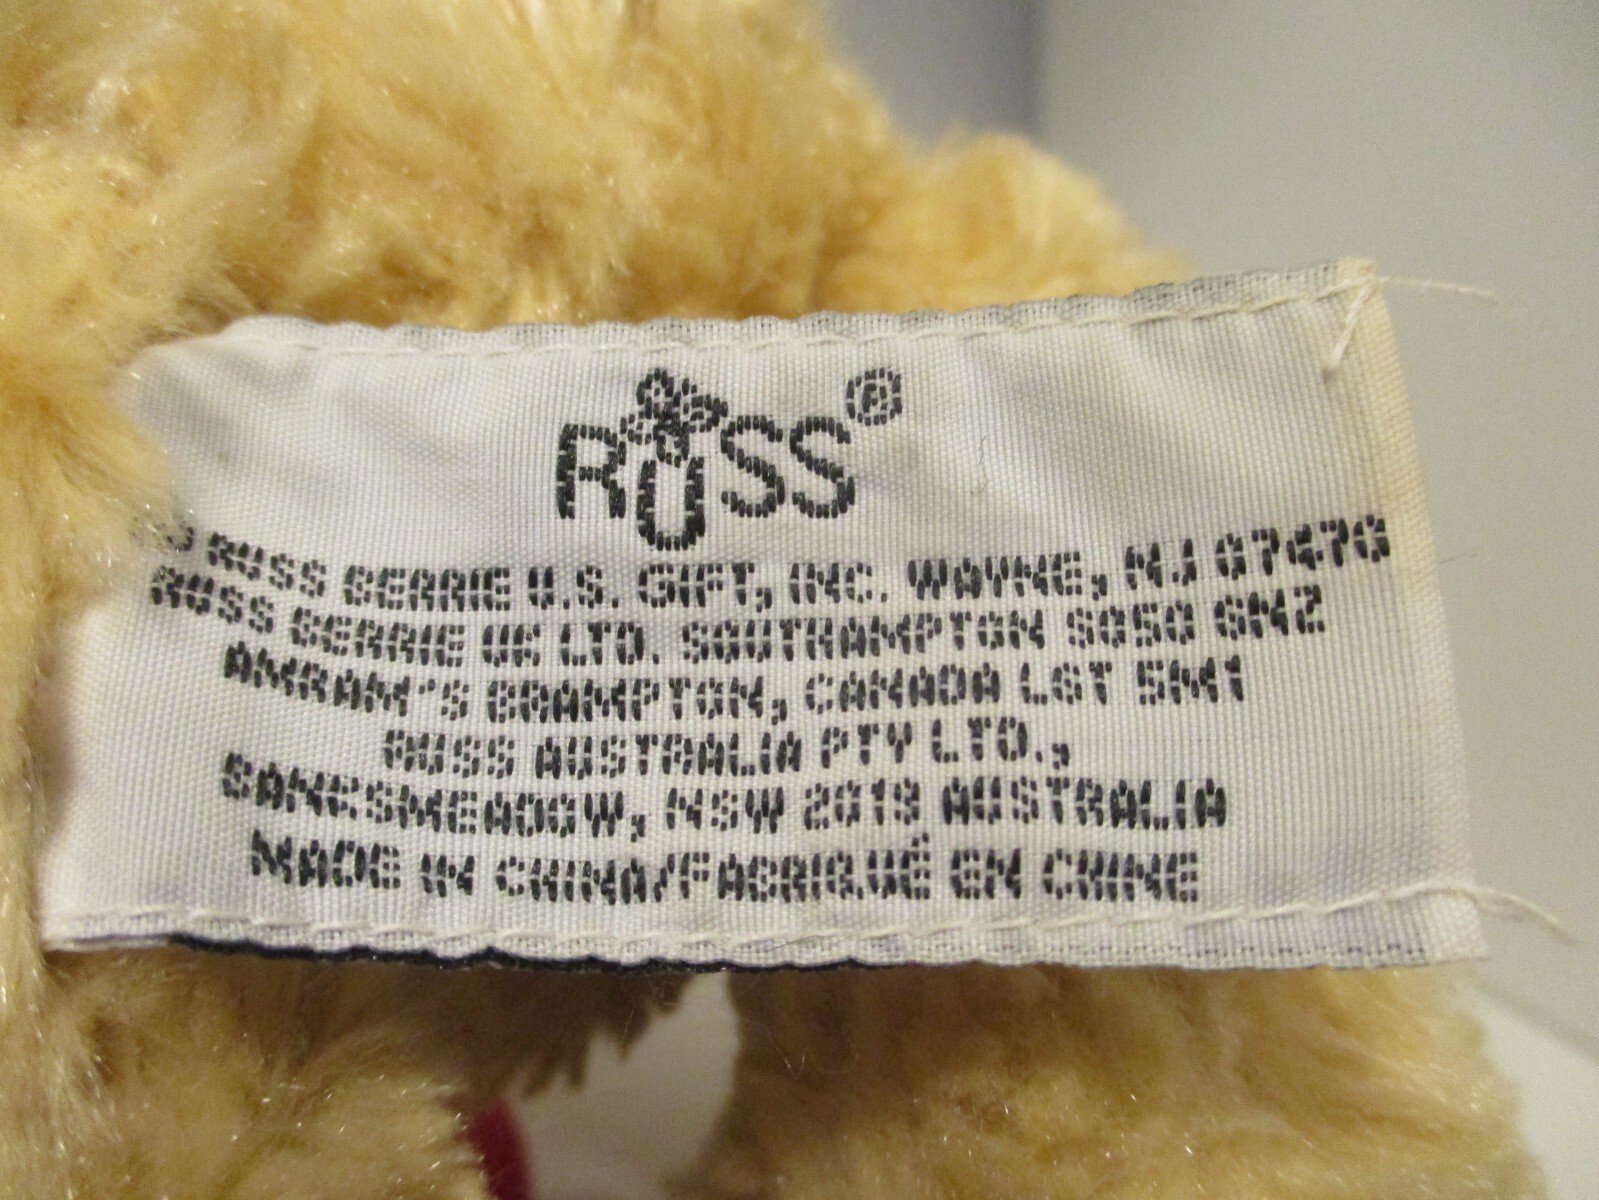 RUSS®
RUSS BERRIE U.S. GIFT, INC. WAYNE, NJ 07470
RUSS BERRIE UK LTD. SOUTHAMPTON SO50 6NZ
AMRAM'S BRAMPTON, CANADA L6T 5M1
RUSS AUSTRALIA PTY LTD.,
BANKSMEADOW, NSW 2019 AUSTRALIA
MADE IN CHINA/FABRIQUÉ EN CHINE